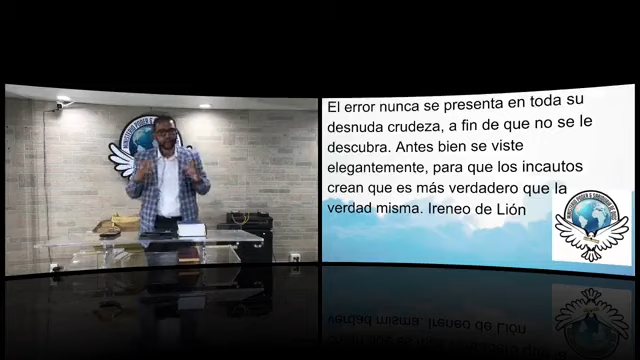 El error nunca se presenta en toda su
desnuda crudeza, a fin de que no se le
descubra. Antes bien se viste
elegantemente, para que los incautos
crean que es más verdadero que la
verdad misma. Ireneo de Lión